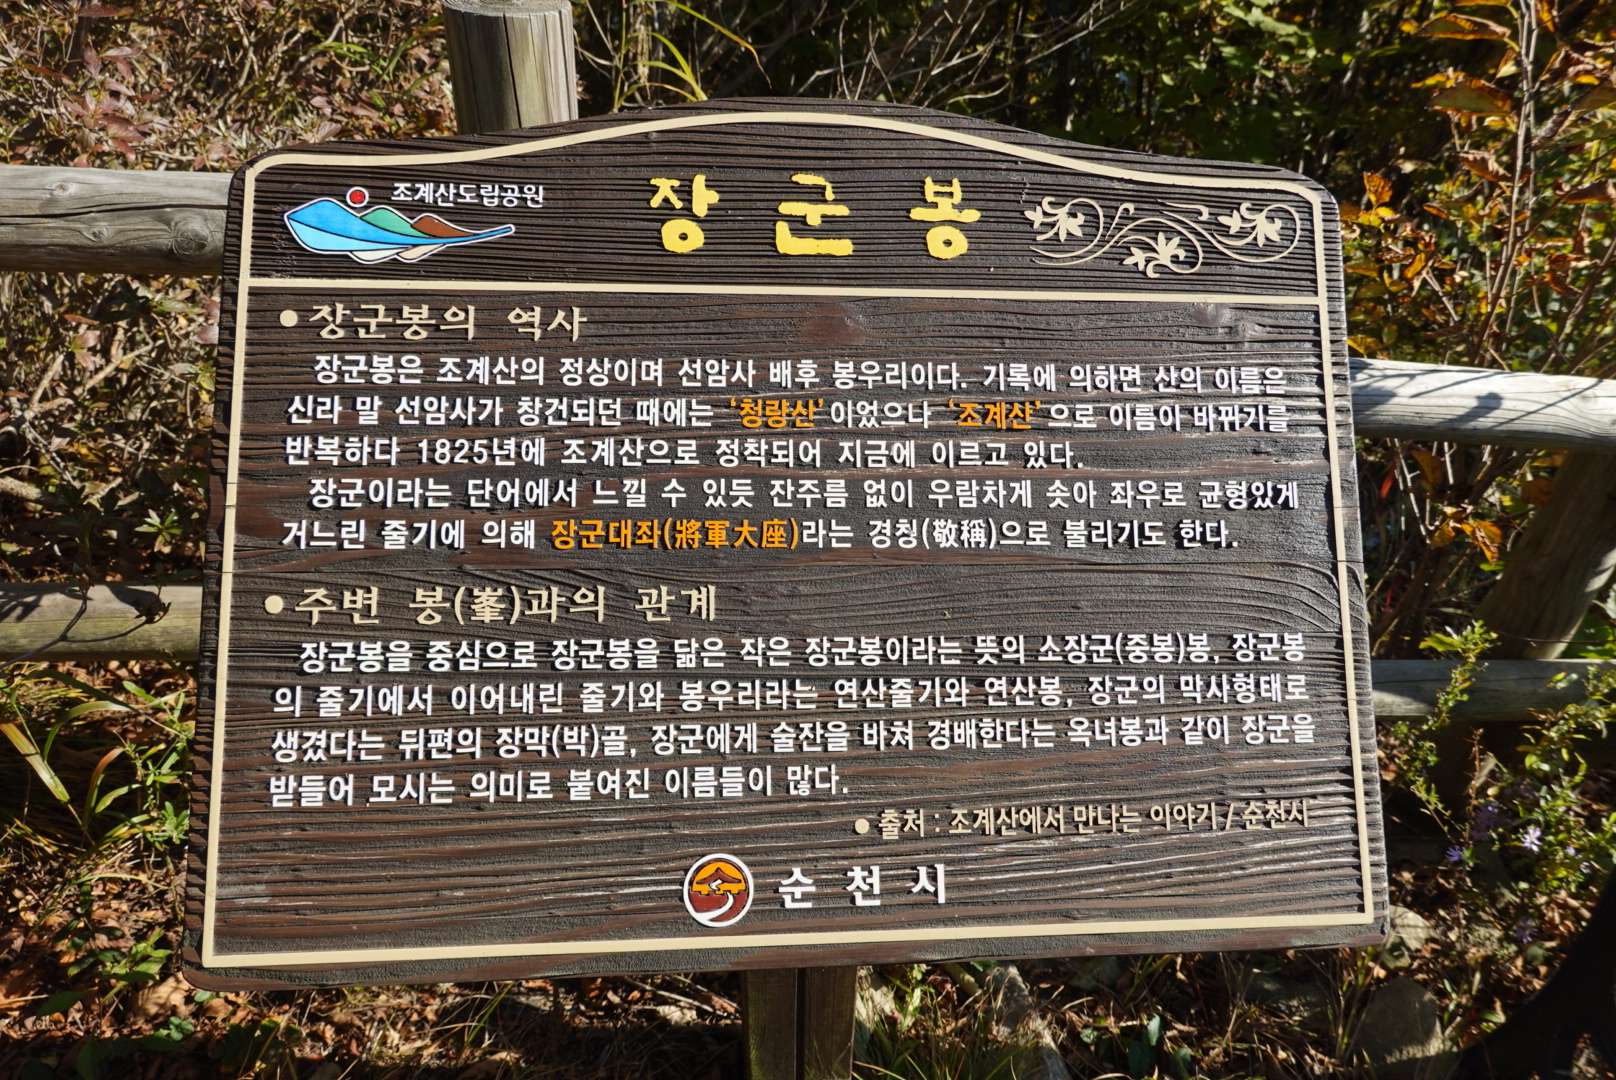 조계산도립공원
장군봉
• 장군봉의 역사
장군봉은 조계산의 정상이며 선암사 배후 봉우리이다. 기록에 의하면 산의 이름은
신라 말 선암사가 창건되던 때에는 '청량산'이었으나 '조계산'으로 이름이 바뀌기를
반복하다 1825년에 조계산으로 정착되어 지금에 이르고 있다.
장군이라는 단어에서 느낄 수 있듯 잔주름 없이 우람차게 솟아 좌우로 균형있게
거느린 줄기에 의해 장군대좌(將軍大座)라는 경칭(敬稱)으로 불리기도 한다.
• 주변 봉(峯)과의 관계
장군봉을 중심으로 장군봉을 닮은 작은 장군봉이라는 뜻의 소장군(중봉)봉, 장군봉
의 줄기에서 이어내린 줄기와 봉우리라는 연산줄기와 연산봉, 장군의 막사형태로
생겼다는 뒤편의 장막(박)골, 장군에게 술잔을 바쳐 경배한다는 옥녀봉과 같이 장군을
받들어 모시는 의미로 붙여진 이름들이 많다.
• 출처 : 조계산에서 만나는 이야기 / 순천시
순천시